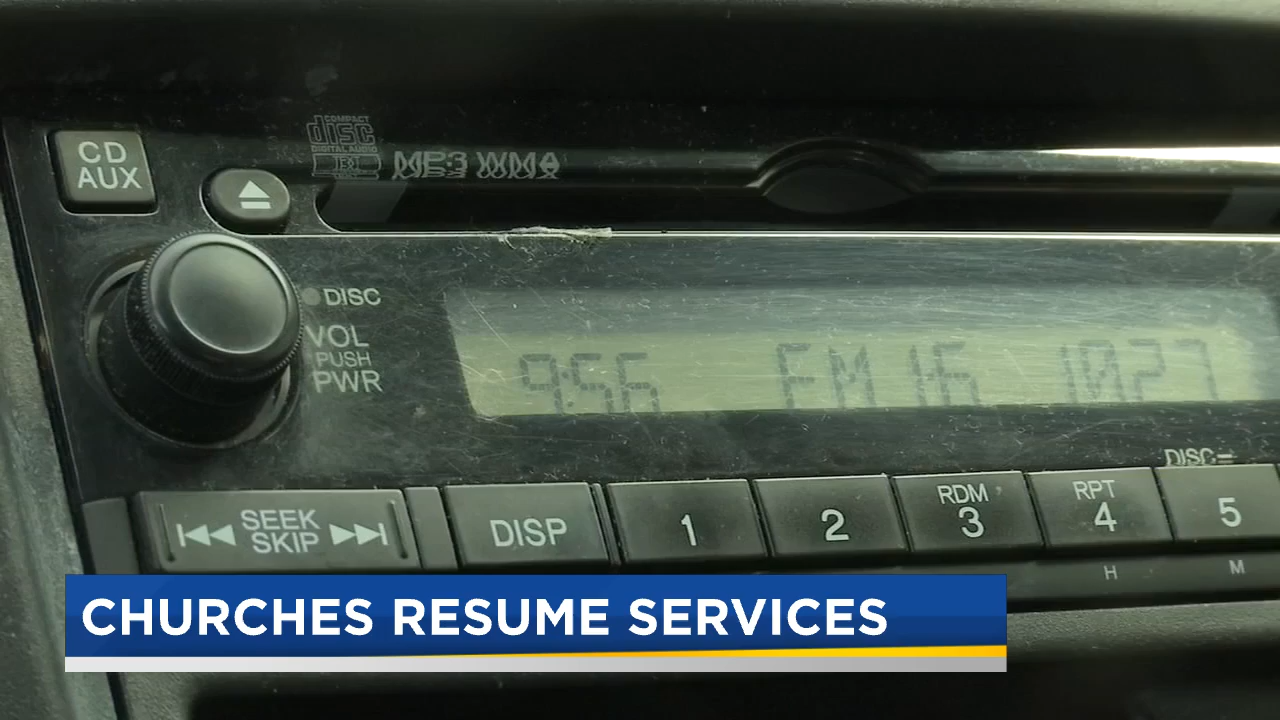 CD
AUX
COMPACT
disc
DIGITAL AUDIO
MP3 WMA
DISC
VOL
PUSH
PWR
9:56 FM 1-6 102.7
DISC
SEEK
SKIP
DISP
1
2
RDM
3
RPT
4
5
H
M
CHURCHES RESUME SERVICES